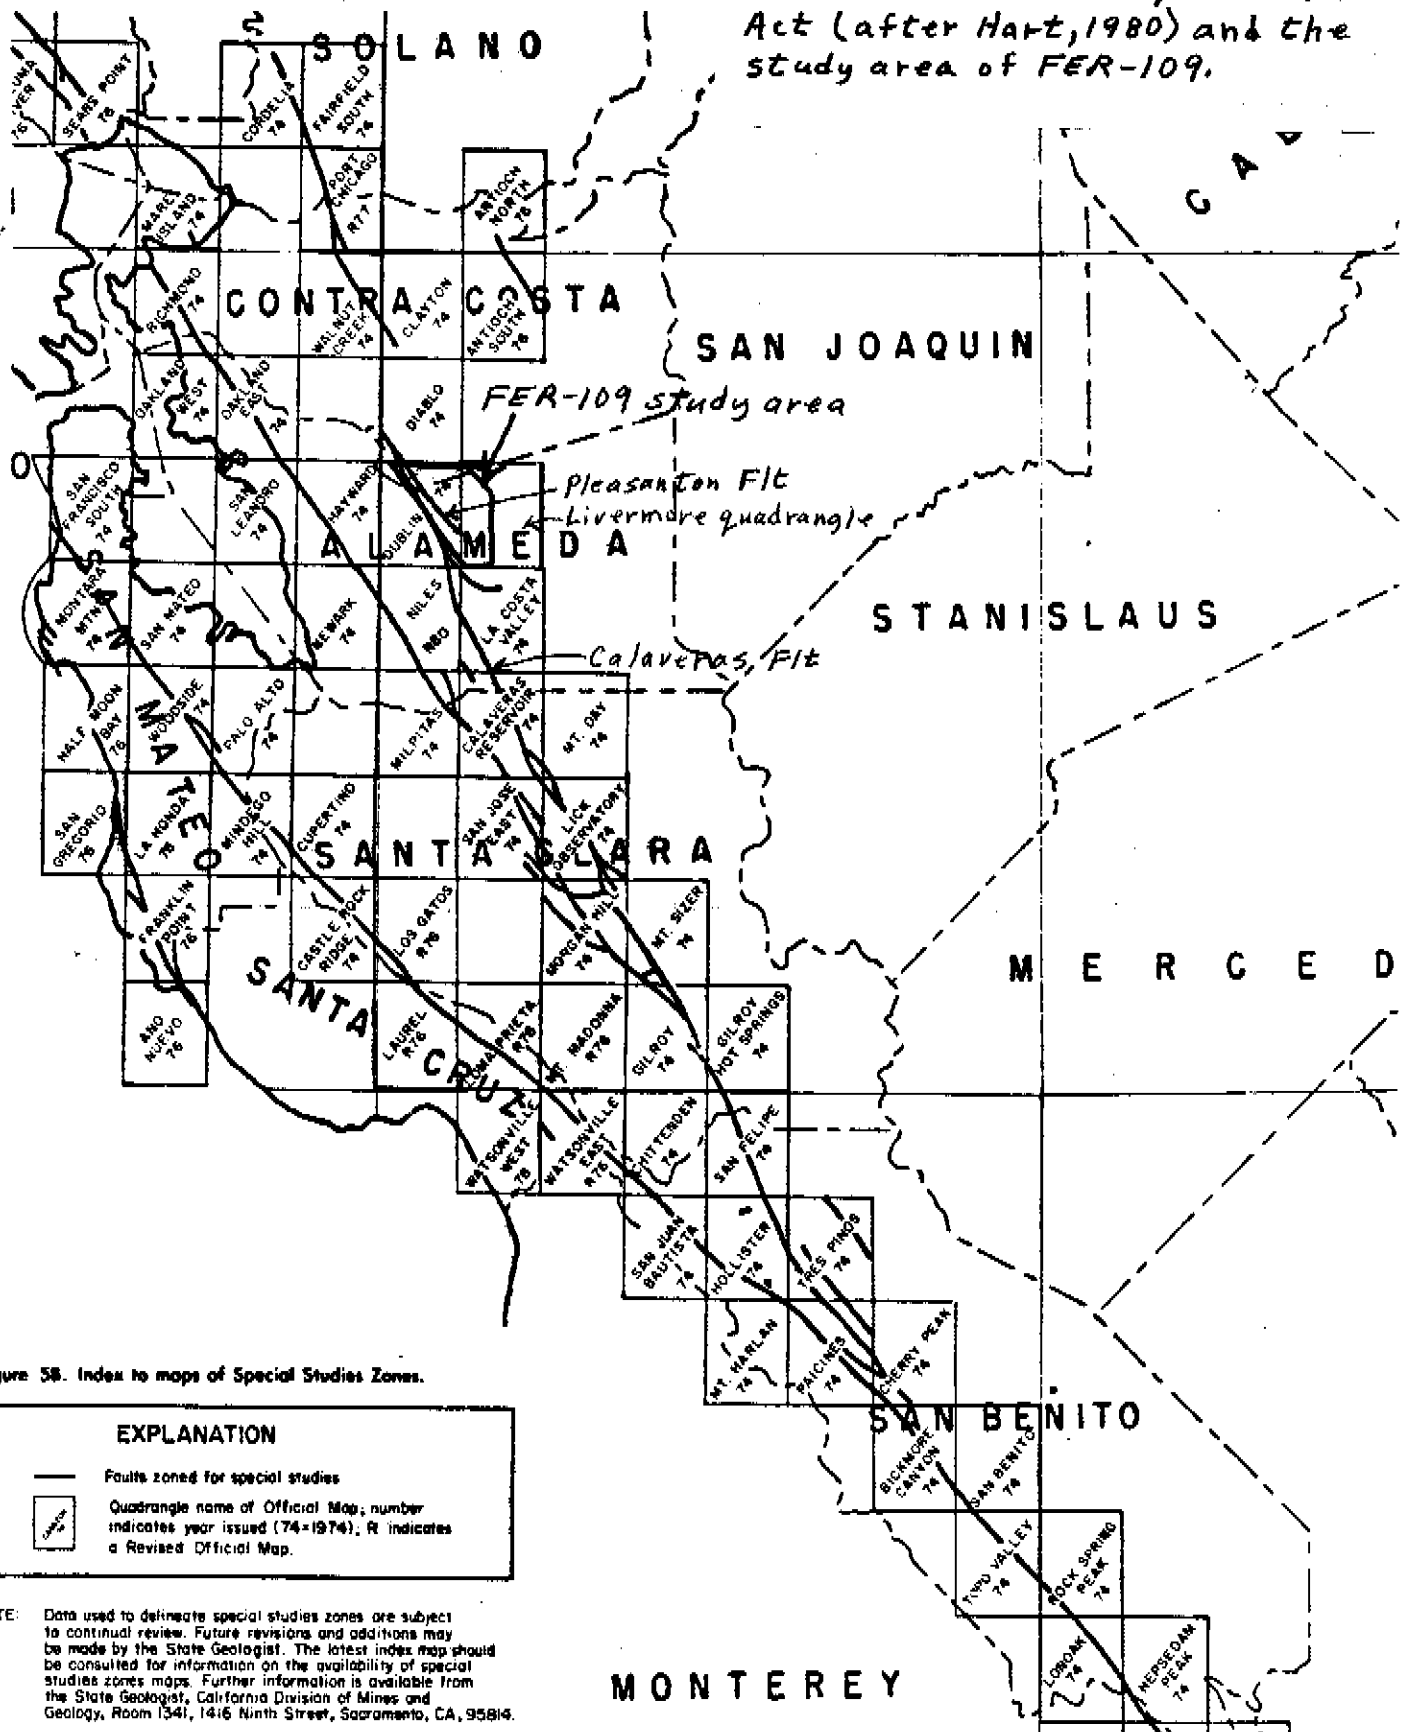 Act (after Hart, 1980) and the
study area of FER-109.
SOLANO
SEARS POINT
76
CORDELIA
74
FAIRFIELD
SOUTH
74
MARE
ISLAND
74
PORT
CHICAGO
R77
ANTIOCH
NORTH
76
CAL
RICHMOND
74
CONTRA COSTA
WALNUT
CREEK
74
CLAYTON
74
ANTIOCH
SOUTH
76
SAN JOAQUIN
OAKLAND
WEST
74
OAKLAND
EAST
74
DIABLO
74
FER-109 study area
SAN
FRANCISCO
SOUTH
74
SAN
LEANDRO
74
HAYWARD
74
DUBLIN
74
Pleasanton Flt
Livermore quadrangle
ALAMEDA
MONTARA
MTN
74
SAN MATEO
74
NEWARK
74
NILES
R80
LA COSTA
VALLEY
74
STANISLAUS
Calaveras Flt
HALF MOON
BAY
76
WOODSIDE
74
PALO ALTO
74
MILPITAS
74
CALAVERAS
RESERVOIR
74
MT. DAY
74
SAN MATEO
SAN
GREGORIO
76
LA HONDA
76
MINDEGO
HILL
74
CUPERTINO
74
SAN JOSE
EAST
74
LICK
OBSERVATORY
74
SANTA CLARA
FRANKLIN
POINT
76
CASTLE ROCK
RIDGE
74
LOS GATOS
R76
MORGAN HILL
74
MT. SIZER
74
MERCED
SANTA CRUZ
ANO
NUEVO
76
LAUREL
R76
LOMA PRIETA
R76
MT. MADONNA
R76
GILROY
74
GILROY
HOT SPRINGS
74
WATSONVILLE
WEST
76
WATSONVILLE
EAST
R76
CHITTENDEN
74
SAN FELIPE
74
SAN JUAN
BAUTISTA
74
HOLLISTER
74
TRES PINOS
74
MT. HARLAN
74
PAICINES
74
CHERRY PEAK
74
SAN BENITO
BICKMORE
CANYON
74
SAN BENITO
74
TOPO VALLEY
74
ROCK SPRING
PEAK
74
LONOAK
74
HEPSEDAM
PEAK
74
MONTEREY
gure 5B. Index to maps of Special Studies Zones.
EXPLANATION
Faults zoned for special studies
Quadrangle name of Official Map; number
indicates year issued (74=1974); R indicates
a Revised Official Map.
TE: Data used to delineate special studies zones are subject
to continual review. Future revisions and additions may
be made by the State Geologist. The latest index map should
be consulted for information on the availability of special
studies zones maps. Further information is available from
the State Geologist, California Division of Mines and
Geology, Room 1341, 1416 Ninth Street, Sacramento, CA, 95814.